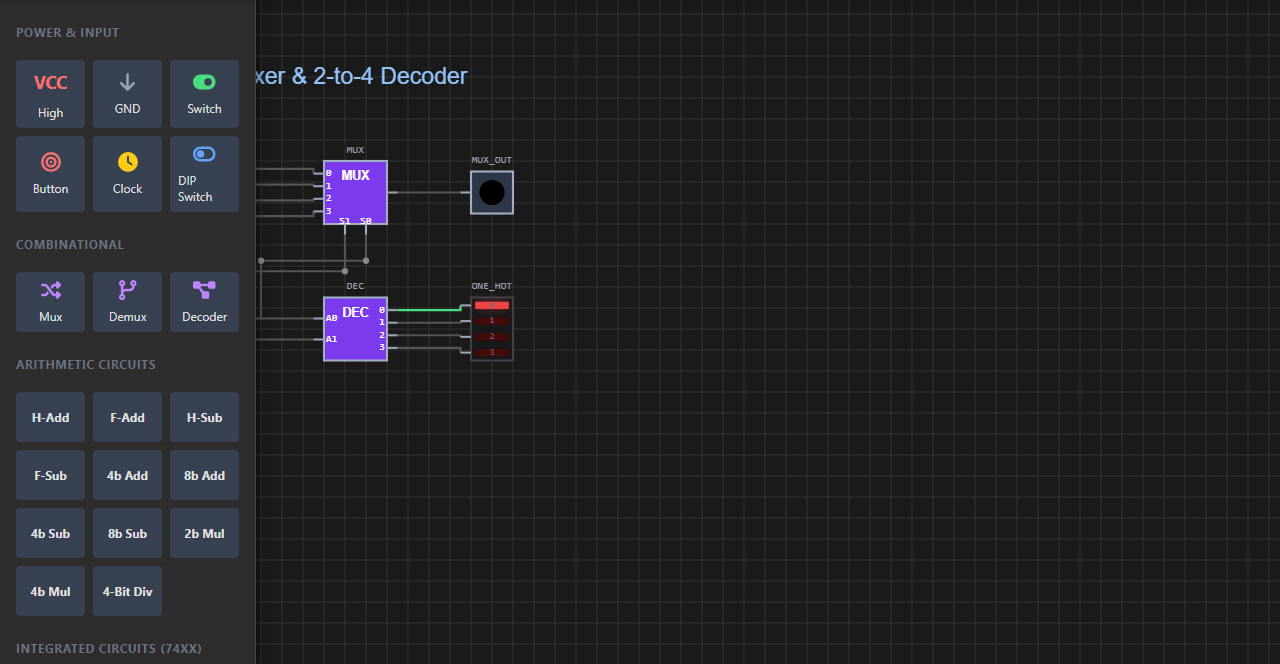 POWER & INPUT
VCC
High
GND
Switch
Button
Clock
DIP
Switch
COMBINATIONAL
Mux
Demux
Decoder
ARITHMETIC CIRCUITS
H-Add
F-Add
H-Sub
F-Sub
4b Add
8b Add
4b Sub
8b Sub
2b Mul
4b Mul
4-Bit Div
INTEGRATED CIRCUITS (74XX)
xer & 2-to-4 Decoder
MUX
MUX
0
1
2
3
S1 S0
MUX_OUT
DEC
DEC
A0
A1
0
1
2
3
ONE_HOT
1
2
3